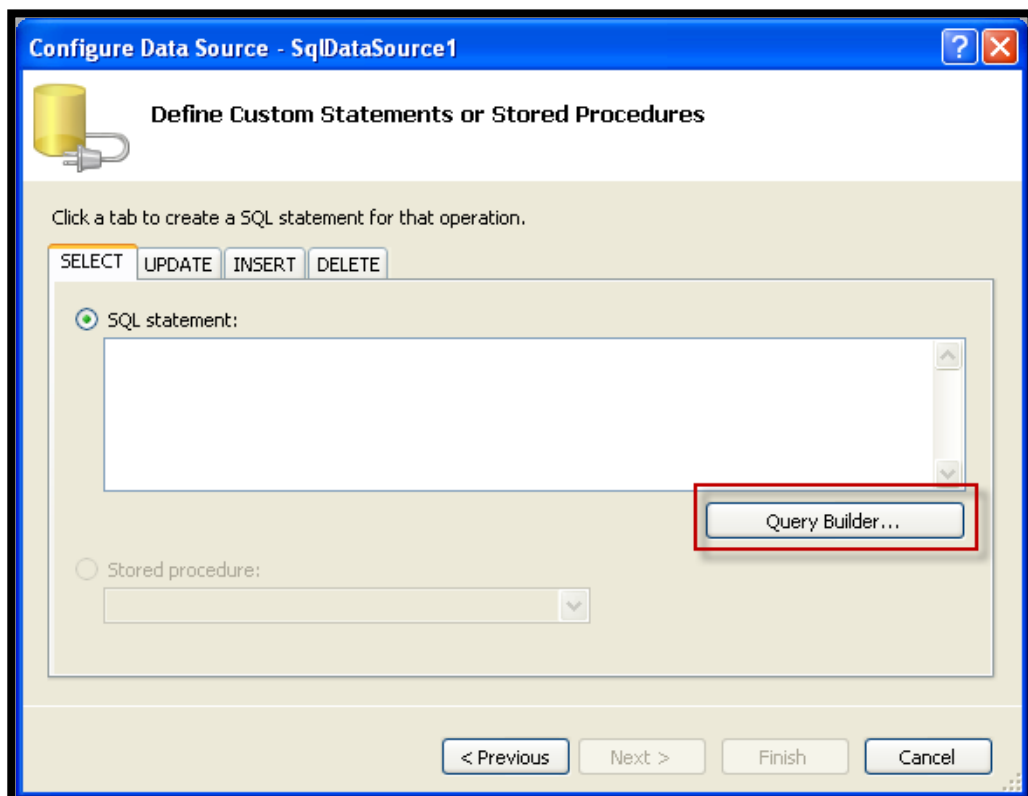 Configure Data Source - SqlDataSource1
Define Custom Statements or Stored Procedures
Click a tab to create a SQL statement for that operation.
SELECT UPDATE INSERT DELETE
SQL statement:
Query Builder...
Stored procedure:
< Previous Next > Finish Cancel